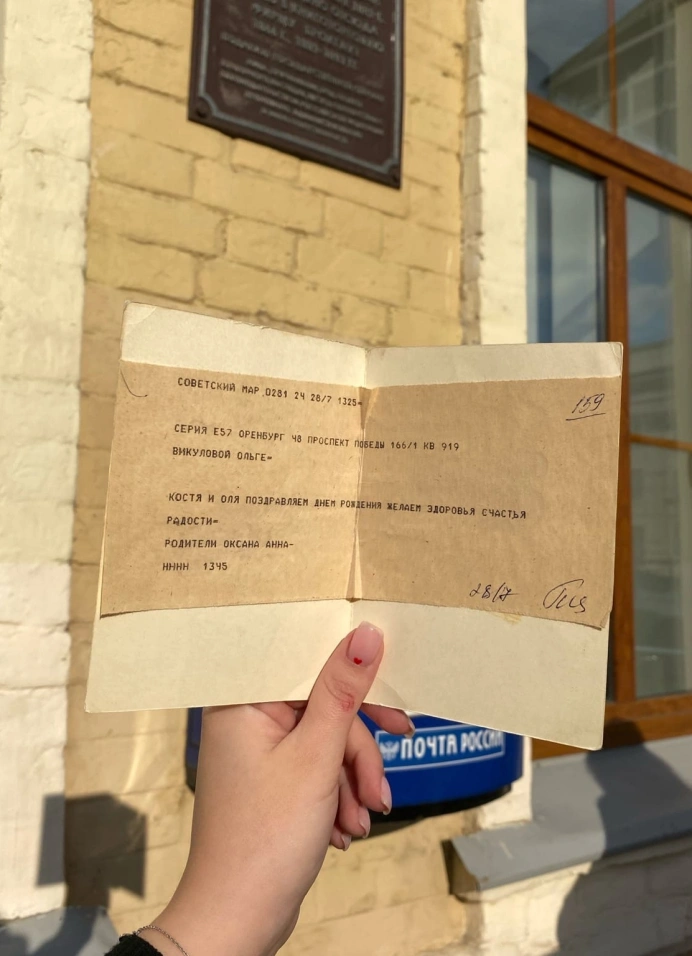 СОВЕТСКИЙ МАР 0281 24 28/7 1325=
159
СЕРИЯ Е57 ОРЕНБУРГ 48 ПРОСПЕКТ ПОБЕДЫ 166/1 КВ 919
ВИКУЛОВОЙ ОЛЬГЕ=
КОСТЯ И ОЛЯ ПОЗДРАВЛЯЕМ ДНЕМ РОЖДЕНИЯ ЖЕЛАЕМ ЗДОРОВЬЯ СЧАСТЬЯ
РАДОСТИ=
РОДИТЕЛИ ОКСАНА АННА-
НННН 1345
28/7
ПОЧТА РОССИИ